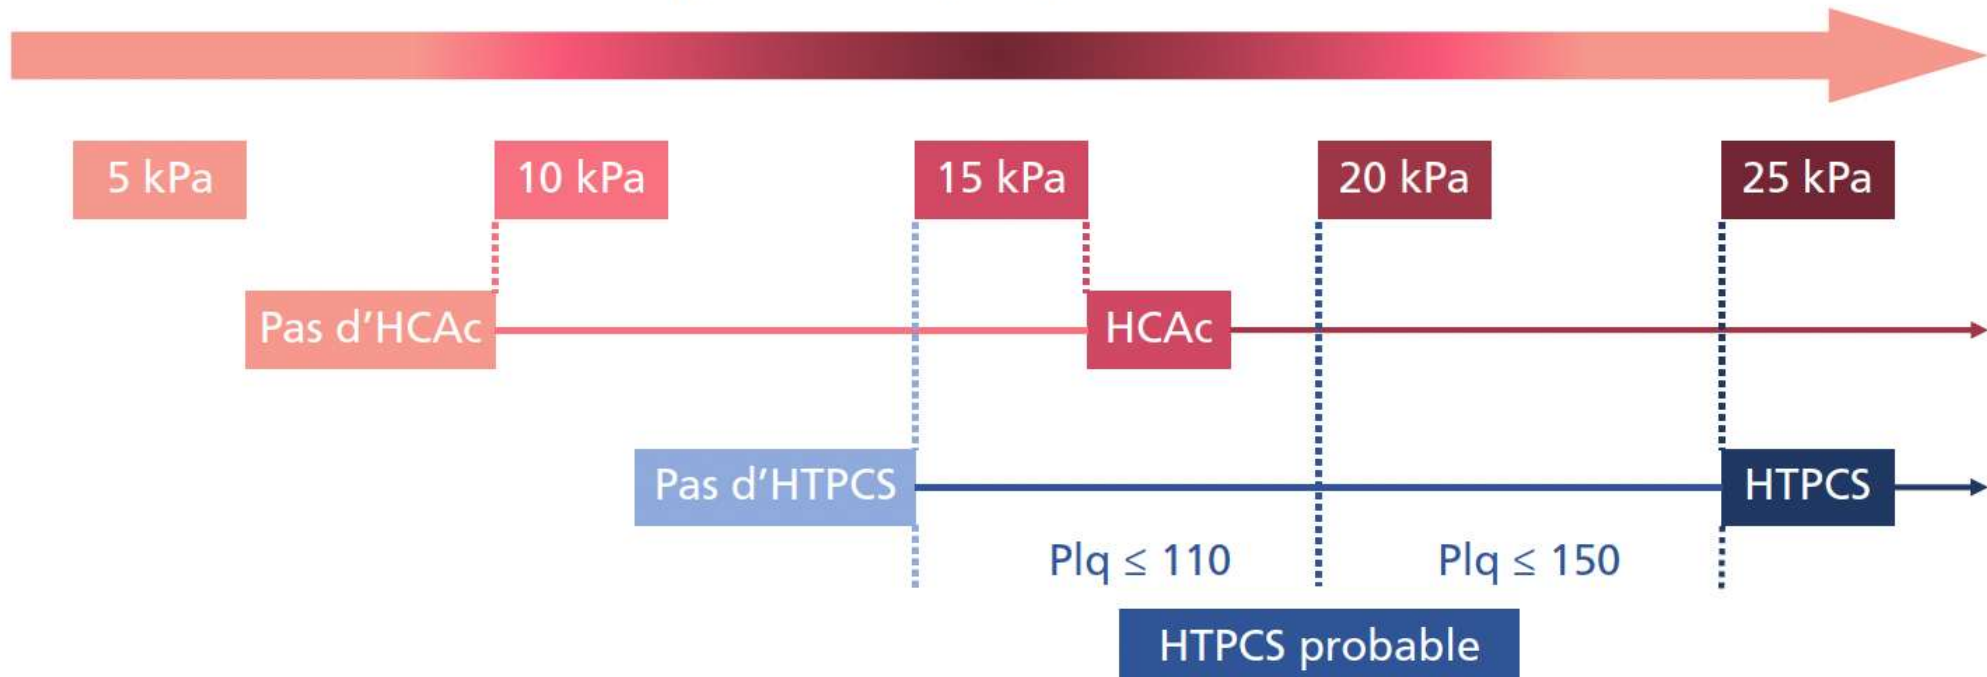 5 kPa
10 kPa
15 kPa
20 kPa
25 kPa
Pas d’HCAc
HCAc
Pas d’HTPCS
HTPCS
Plq ≤ 110
Plq ≤ 150
HTPCS probable